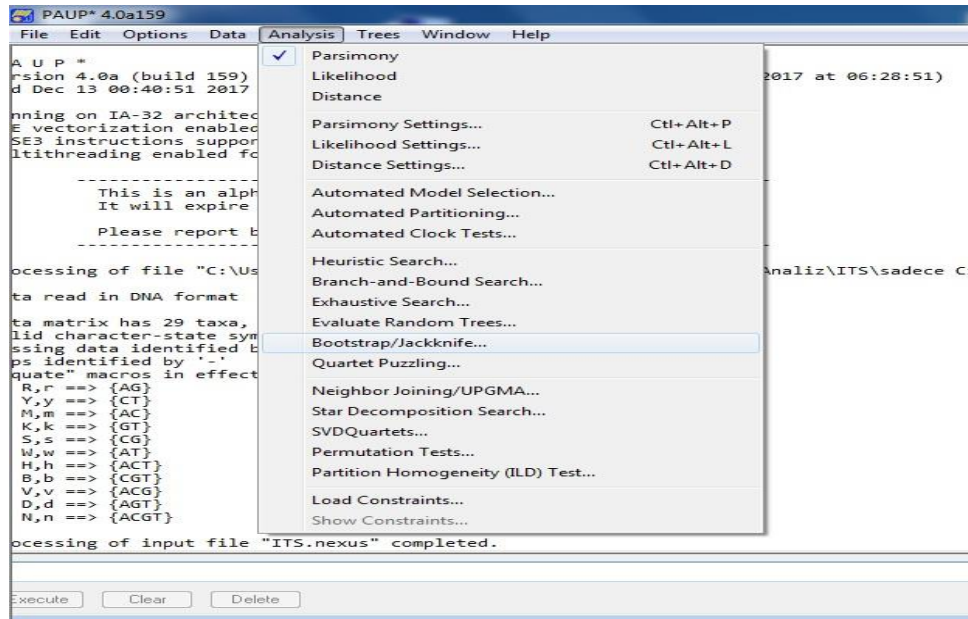 PAUP* 4.0a159
File Edit Options Data Analysis Trees Window Help
A U P *
rsion 4.0a (build 159) 2017 at 06:28:51)
d Dec 13 00:40:51 2017
nning on IA-32 architec
E vectorization enabled
SE3 instructions suppor
ltithreading enabled fo
This is an alph
It will expire
Please report b
ocessing of file "C:\Us Analiz\ITS\sadece C
ta read in DNA format
ta matrix has 29 taxa,
lid character-state sym
ssing data identified b
ps identified by '-'
quate" macros in effect
R,r ==> {AG}
Y,y ==> {CT}
M,m ==> {AC}
K,k ==> {GT}
S,s ==> {CG}
W,w ==> {AT}
H,h ==> {ACT}
B,b ==> {CGT}
V,v ==> {ACG}
D,d ==> {AGT}
N,n ==> {ACGT}
ocessing of input file "ITS.nexus" completed.
✓ Parsimony
Likelihood
Distance
Parsimony Settings... Ctl+Alt+P
Likelihood Settings... Ctl+Alt+L
Distance Settings... Ctl+Alt+D
Automated Model Selection...
Automated Partitioning...
Automated Clock Tests...
Heuristic Search...
Branch-and-Bound Search...
Exhaustive Search...
Evaluate Random Trees...
Bootstrap/Jackknife...
Quartet Puzzling...
Neighbor Joining/UPGMA...
Star Decomposition Search...
SVDQuartets...
Permutation Tests...
Partition Homogeneity (ILD) Test...
Load Constraints...
Show Constraints...
Execute Clear Delete